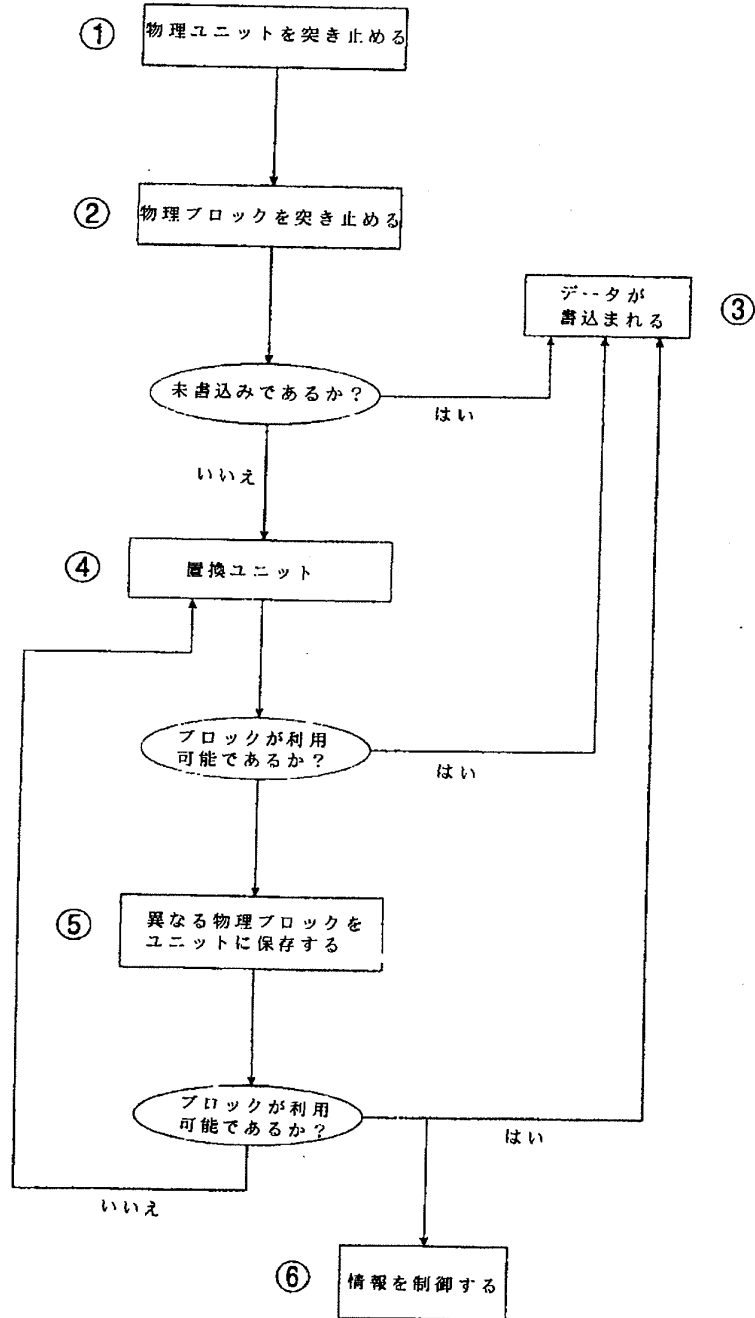 ①
物理ユニットを突き止める
②
物理ブロックを突き止める
データが
書込まれる
③
未書込みであるか？
はい
いいえ
④
置換ユニット
ブロックが利用
可能であるか？
はい
⑤
異なる物理ブロックを
ユニットに保存する
ブロックが利用
可能であるか？
はい
いいえ
⑥
情報を制御する